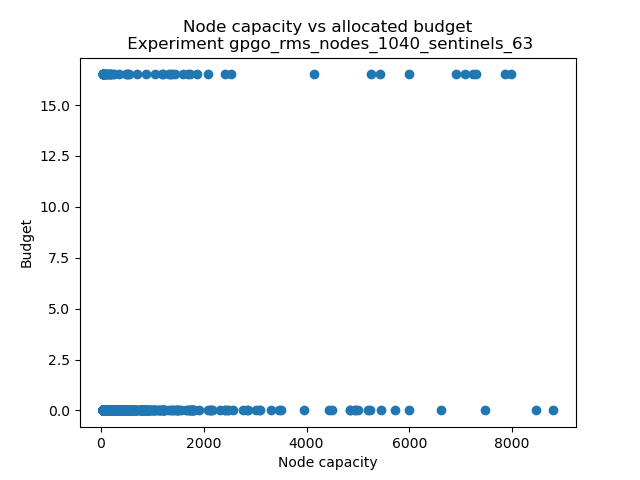 Node capacity vs allocated budget
Experiment gpgo_rms_nodes_1040_sentinels_63
15.0
12.5
10.0
7.5
5.0
2.5
0.0
Budget
0 2000 4000 6000 8000
Node capacity